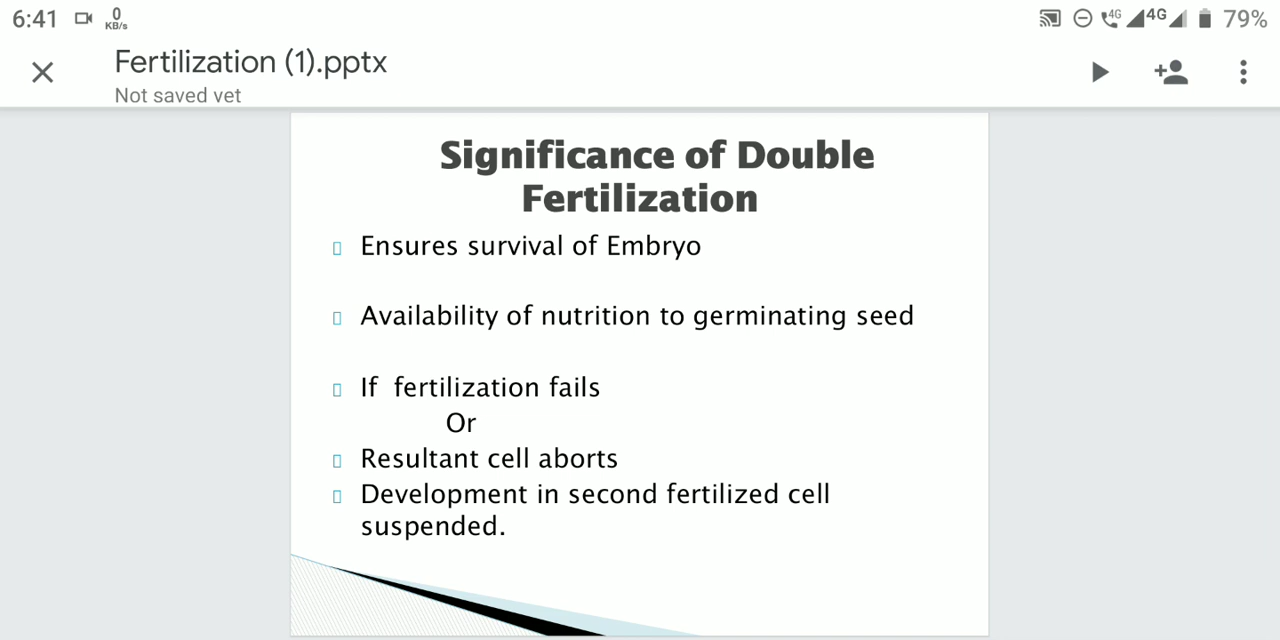 6:41 0 KB/s 4G 4G 79%
Fertilization (1).pptx
Not saved yet
Significance of Double
Fertilization
Ensures survival of Embryo
Availability of nutrition to germinating seed
If fertilization fails
Or
Resultant cell aborts
Development in second fertilized cell
suspended.